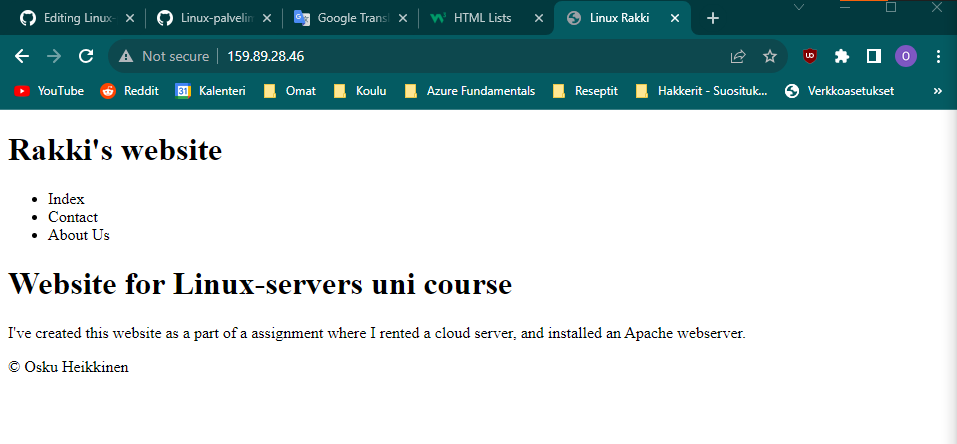 Editing Linux-
Linux-palvelin
Google Transl
HTML Lists
Linux Rakki
Not secure
159.89.28.46
UD
O
YouTube
Reddit
31
Kalenteri
Omat
Koulu
Azure Fundamentals
Reseptit
Hakkerit - Suosituk...
Verkkoasetukset
»
Rakki's website
• Index
• Contact
• About Us
Website for Linux-servers uni course
I've created this website as a part of a assignment where I rented a cloud server, and installed an Apache webserver.
© Osku Heikkinen